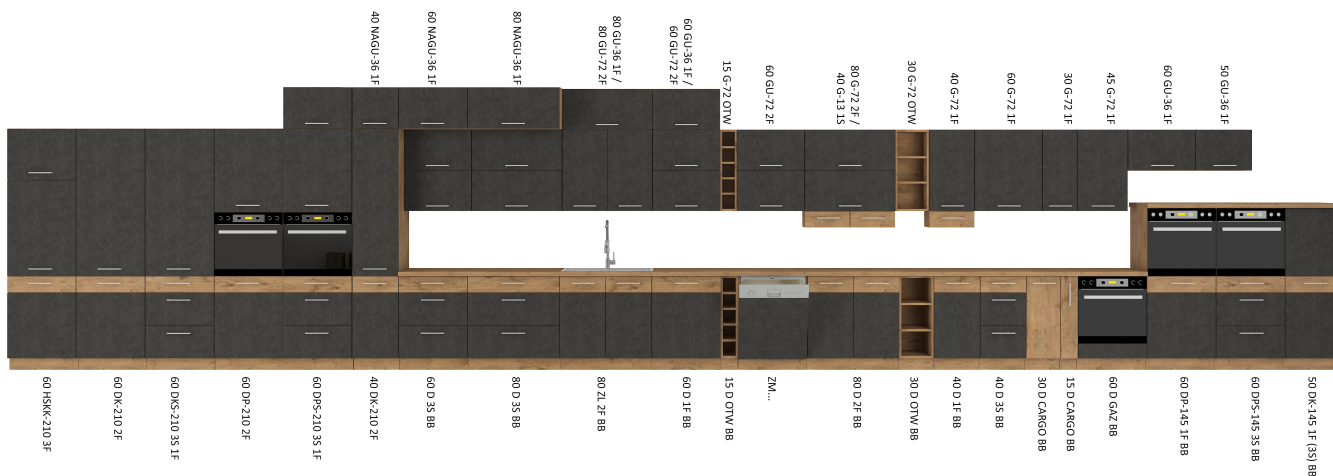 40 NAGU-36 1F
60 NAGU-36 1F
80 NAGU-36 1F
80 GU-36 1F /
80 GU-72 2F
60 GU-36 1F /
60 GU-72 2F
15 G-72 OTW
60 GU-72 2F
80 G-72 2F /
40 G-13 1S
30 G-72 OTW
40 G-72 1F
60 G-72 1F
30 G-72 1F
45 G-72 1F
60 GU-36 1F
50 GU-36 1F
60 HSKK-210 3F
60 DK-210 2F
60 DKS-210 3S 1F
60 DP-210 2F
60 DPS-210 3S 1F
40 DK-210 2F
60 D 3S BB
80 D 3S BB
80 ZL 2F BB
60 D 1F BB
15 D OTW BB
ZM...
80 D 2F BB
30 D OTW BB
40 D 1F BB
40 D 3S BB
30 D CARGO BB
15 D CARGO BB
60 D GAZ BB
60 DP-145 1F BB
60 DPS-145 3S BB
50 DK-145 1F (3S) BB